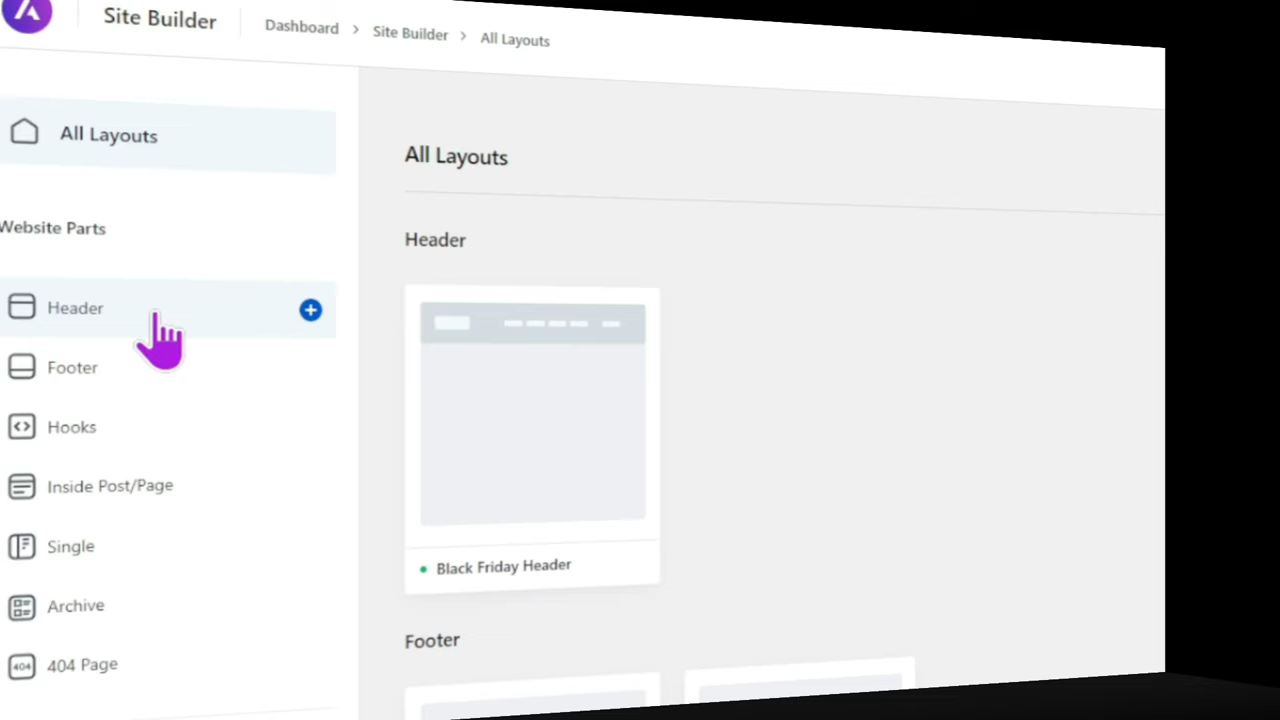 Site Builder
Dashboard > Site Builder > All Layouts
All Layouts
Website Parts
Header
Footer
Hooks
Inside Post/Page
Single
Archive
404
404 Page
All Layouts
Header
Black Friday Header
Footer